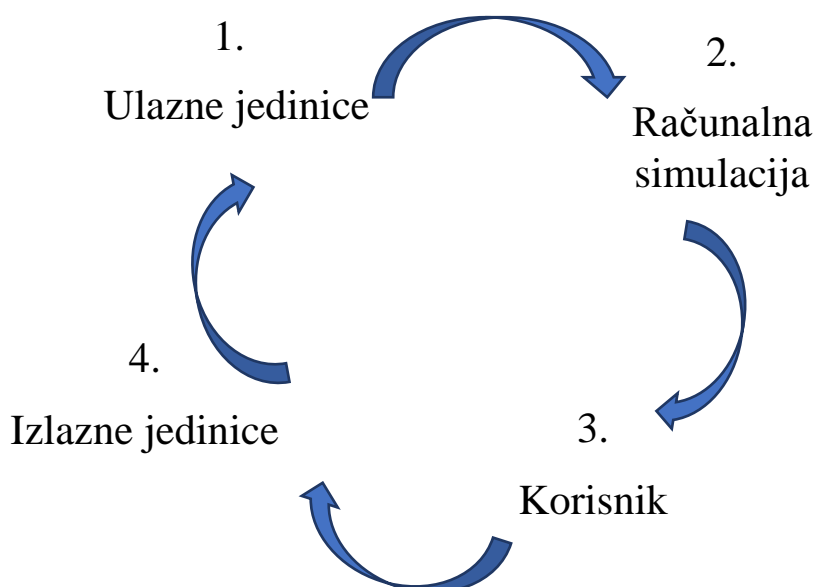 1.
Ulazne jedinice
2.
Računalna
simulacija
3.
Korisnik
4.
Izlazne jedinice